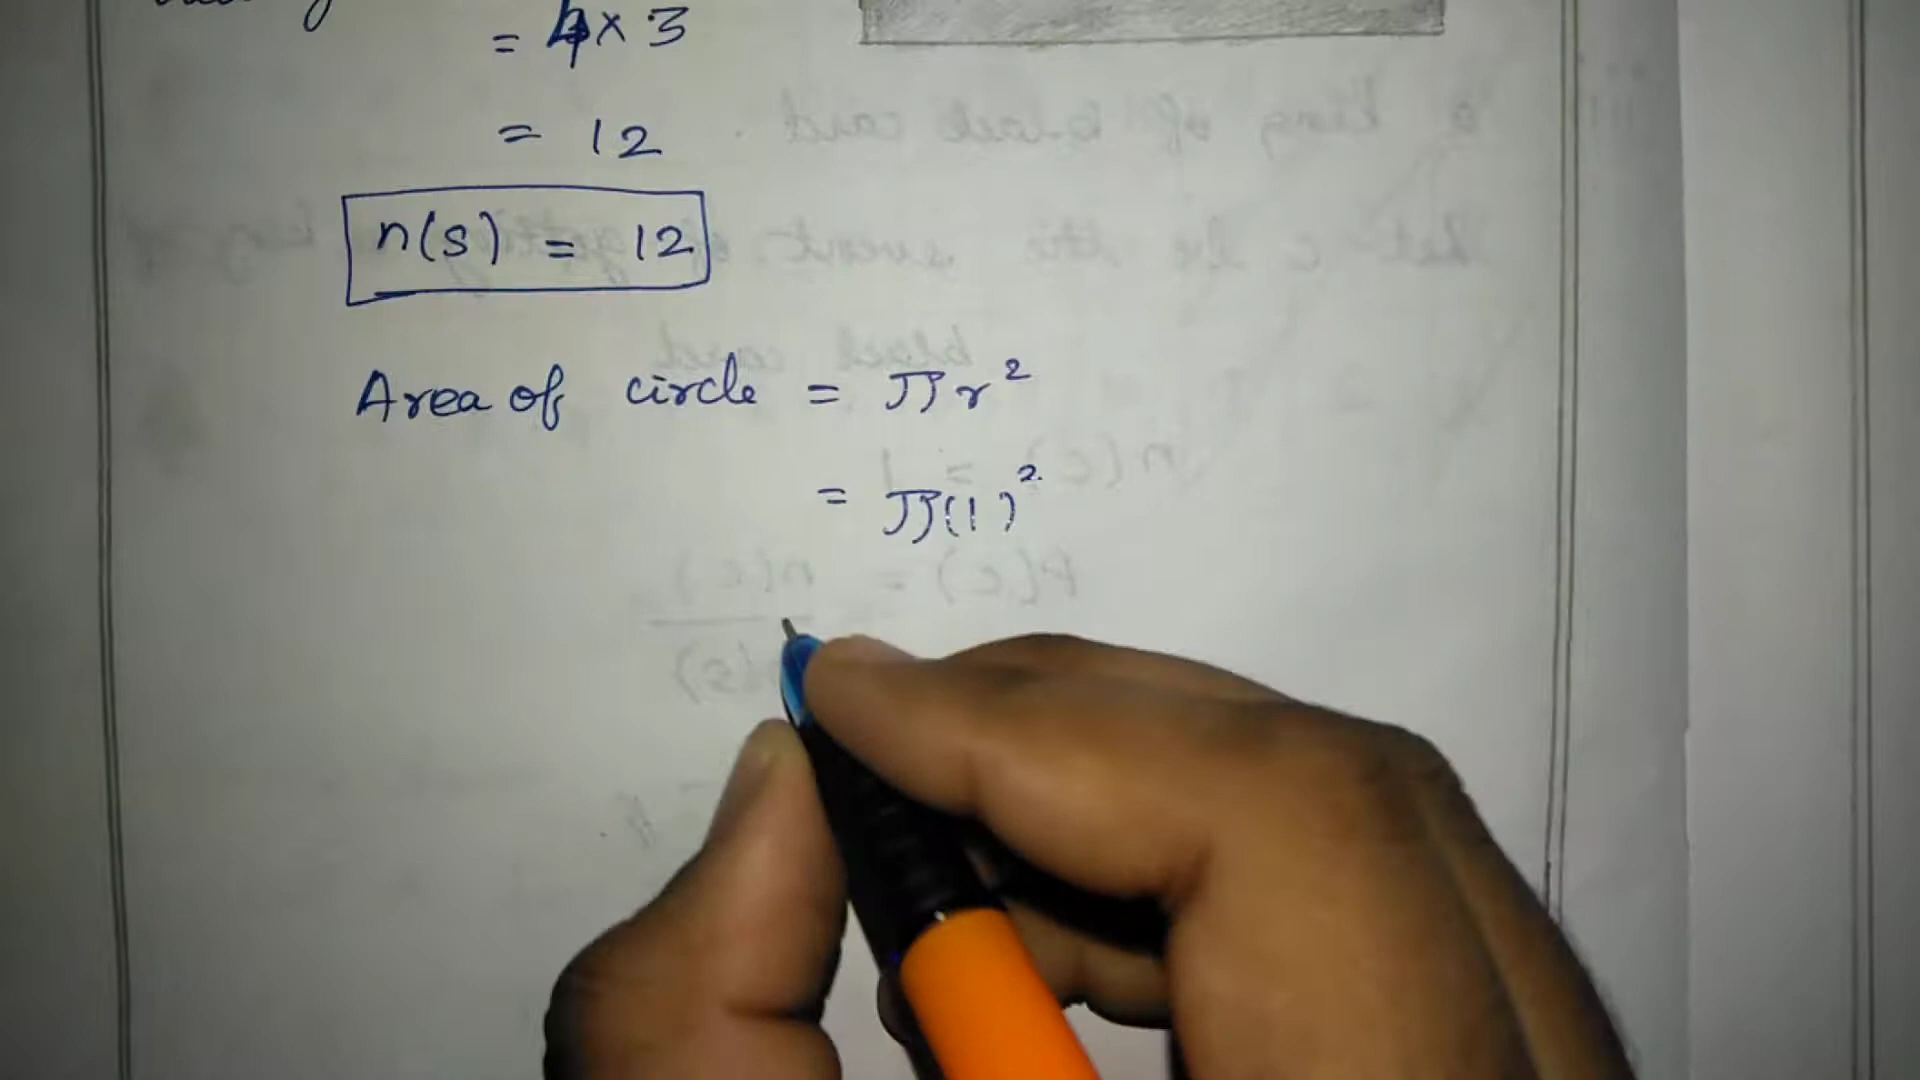 = 4 × 3
= 12
n(s) = 12
Area of circle = πr²
= π(1)²